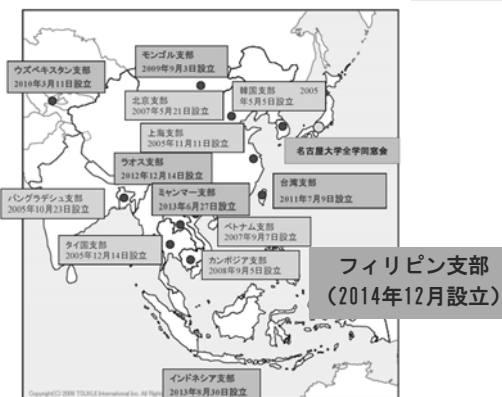 モンゴル支部
2009年9月3日設立
ウズベキスタン支部
2010年3月11日設立
韓国支部 2005
年5月5日設立
北京支部
2007年5月21日設立
上海支部
2005年11月11日設立
名古屋大学全学同窓会
ラオス支部
2012年12月14日設立
台湾支部
2011年7月9日設立
ミャンマー支部
2013年6月27日設立
バングラデシュ支部
2005年10月23日設立
ベトナム支部
2007年9月7日設立
タイ国支部
2005年12月14日設立
カンボジア支部
2008年9月5日設立
フィリピン支部
（2014年12月設立）
インドネシア支部
2013年8月30日設立
Copyright(C) 2008 TSUKUI International Inc. All